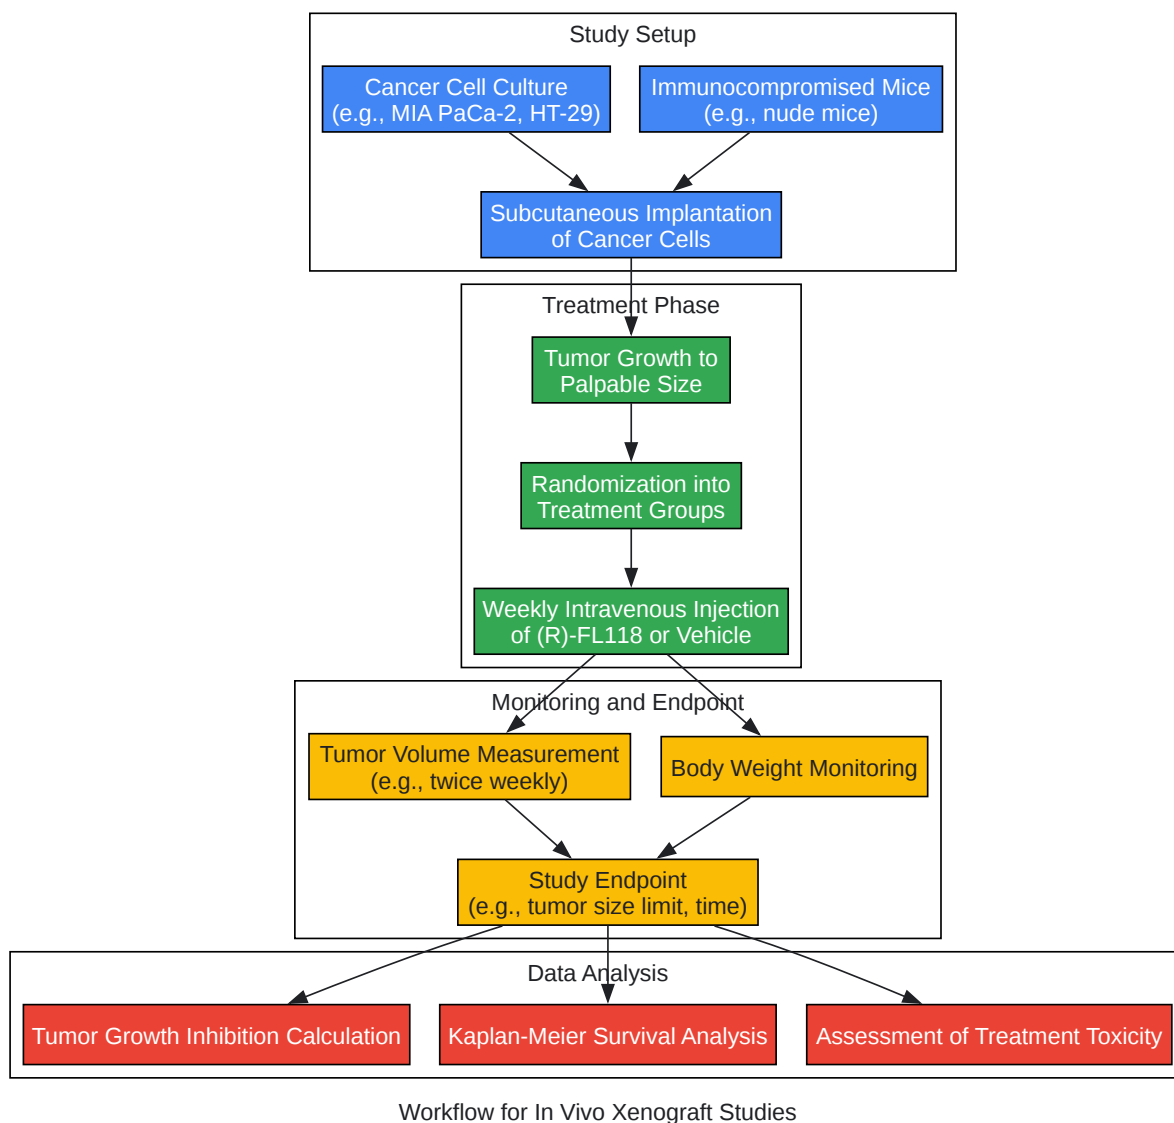 Study Setup
Cancer Cell Culture
(e.g., MIA PaCa-2, HT-29)
Immunocompromised Mice
(e.g., nude mice)
Subcutaneous Implantation
of Cancer Cells
Treatment Phase
Tumor Growth to
Palpable Size
Randomization into
Treatment Groups
Weekly Intravenous Injection
of (R)-FL118 or Vehicle
Monitoring and Endpoint
Tumor Volume Measurement
(e.g., twice weekly)
Body Weight Monitoring
Study Endpoint
(e.g., tumor size limit, time)
Data Analysis
Tumor Growth Inhibition Calculation
Kaplan-Meier Survival Analysis
Assessment of Treatment Toxicity
Workflow for In Vivo Xenograft Studies